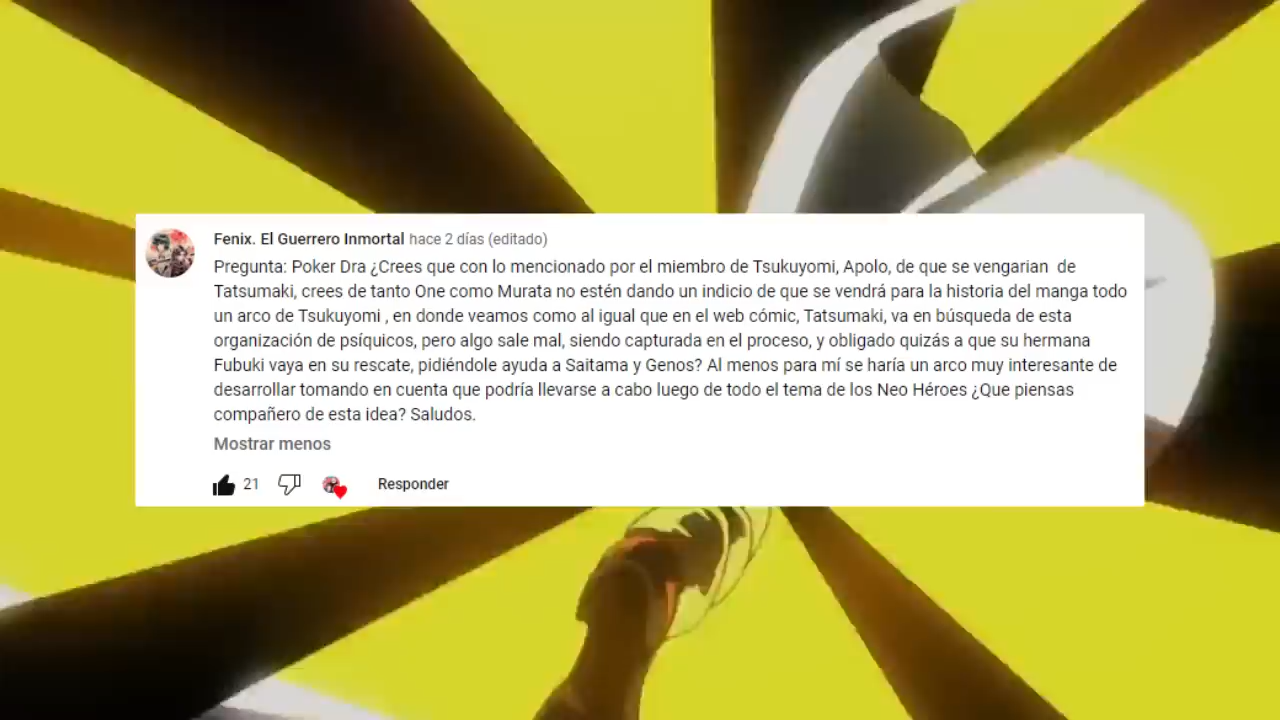 Fenix. El Guerrero Inmortal hace 2 días (editado)
Pregunta: Poker Dra ¿Crees que con lo mencionado por el miembro de Tsukuyomi, Apolo, de que se vengarian de
Tatsumaki, crees de tanto One como Murata no estén dando un indicio de que se vendrá para la historia del manga todo
un arco de Tsukuyomi , en donde veamos como al igual que en el web cómic, Tatsumaki, va en búsqueda de esta
organización de psíquicos, pero algo sale mal, siendo capturada en el proceso, y obligado quizás a que su hermana
Fubuki vaya en su rescate, pidiéndole ayuda a Saitama y Genos? Al menos para mí se haría un arco muy interesante de
desarrollar tomando en cuenta que podría llevarse a cabo luego de todo el tema de los Neo Héroes ¿Que piensas
compañero de esta idea? Saludos.
Mostrar menos
21 Responder